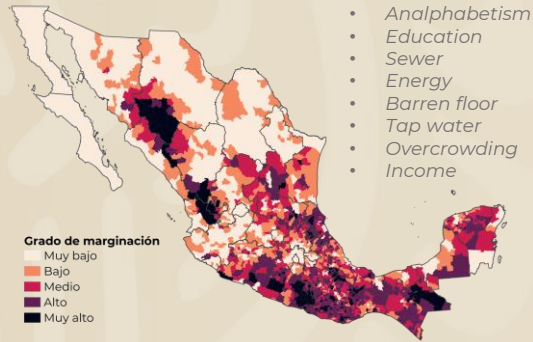 • Analphabetism
• Education
• Sewer
• Energy
• Barren floor
• Tap water
• Overcrowding
• Income
Grado de marginación
Muy bajo
Bajo
Medio
Alto
Muy alto